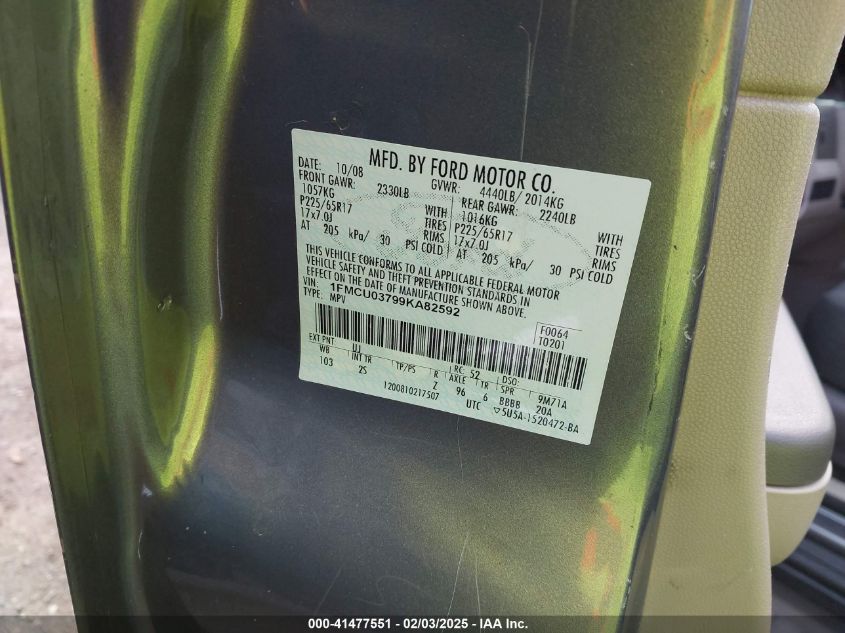 MFD. BY FORD MOTOR CO.
DATE: 10/08 GVWR: 4440LB/ 2014KG
FRONT GAWR: 2330LB REAR GAWR: 2240LB
1057KG WITH 1016KG WITH
P225/65R17 TIRES P225/65R17 TIRES
17x7.0J RIMS 17x7.0J RIMS
AT 205 kPa/ 30 PSI COLD AT 205 kPa/ 30 PSI COLD
THIS VEHICLE CONFORMS TO ALL APPLICABLE FEDERAL MOTOR
VEHICLE SAFETY AND THEFT PREVENTION STANDARDS IN
EFFECT ON THE DATE OF MANUFACTURE SHOWN ABOVE.
VIN: 1FMCU03799KA82592
TYPE: MPV
F0064
T0201
EXT PNT UJ RC: 52 DSO:
WB INT TR TP/PS R AXLE TR SPR 9M71A
103 2S Z 96 6 BBBB 20A
1200810217507 UTC ▽5U5A-1520472-BA
000-41477551 - 02/03/2025 - IAA Inc.